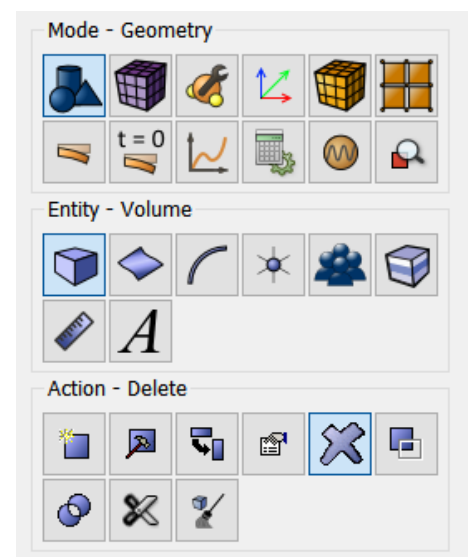 Mode - Geometry
t = 0
Entity - Volume
A
Action - Delete